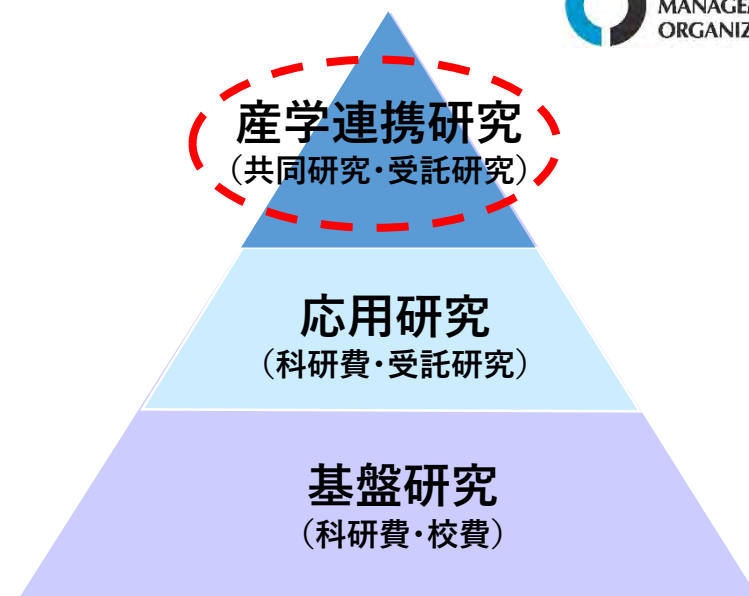 MANAGEM
ORGANIZ
産学連携研究
（共同研究･受託研究）
応用研究
（科研費･受託研究）
基盤研究
（科研費･校費）